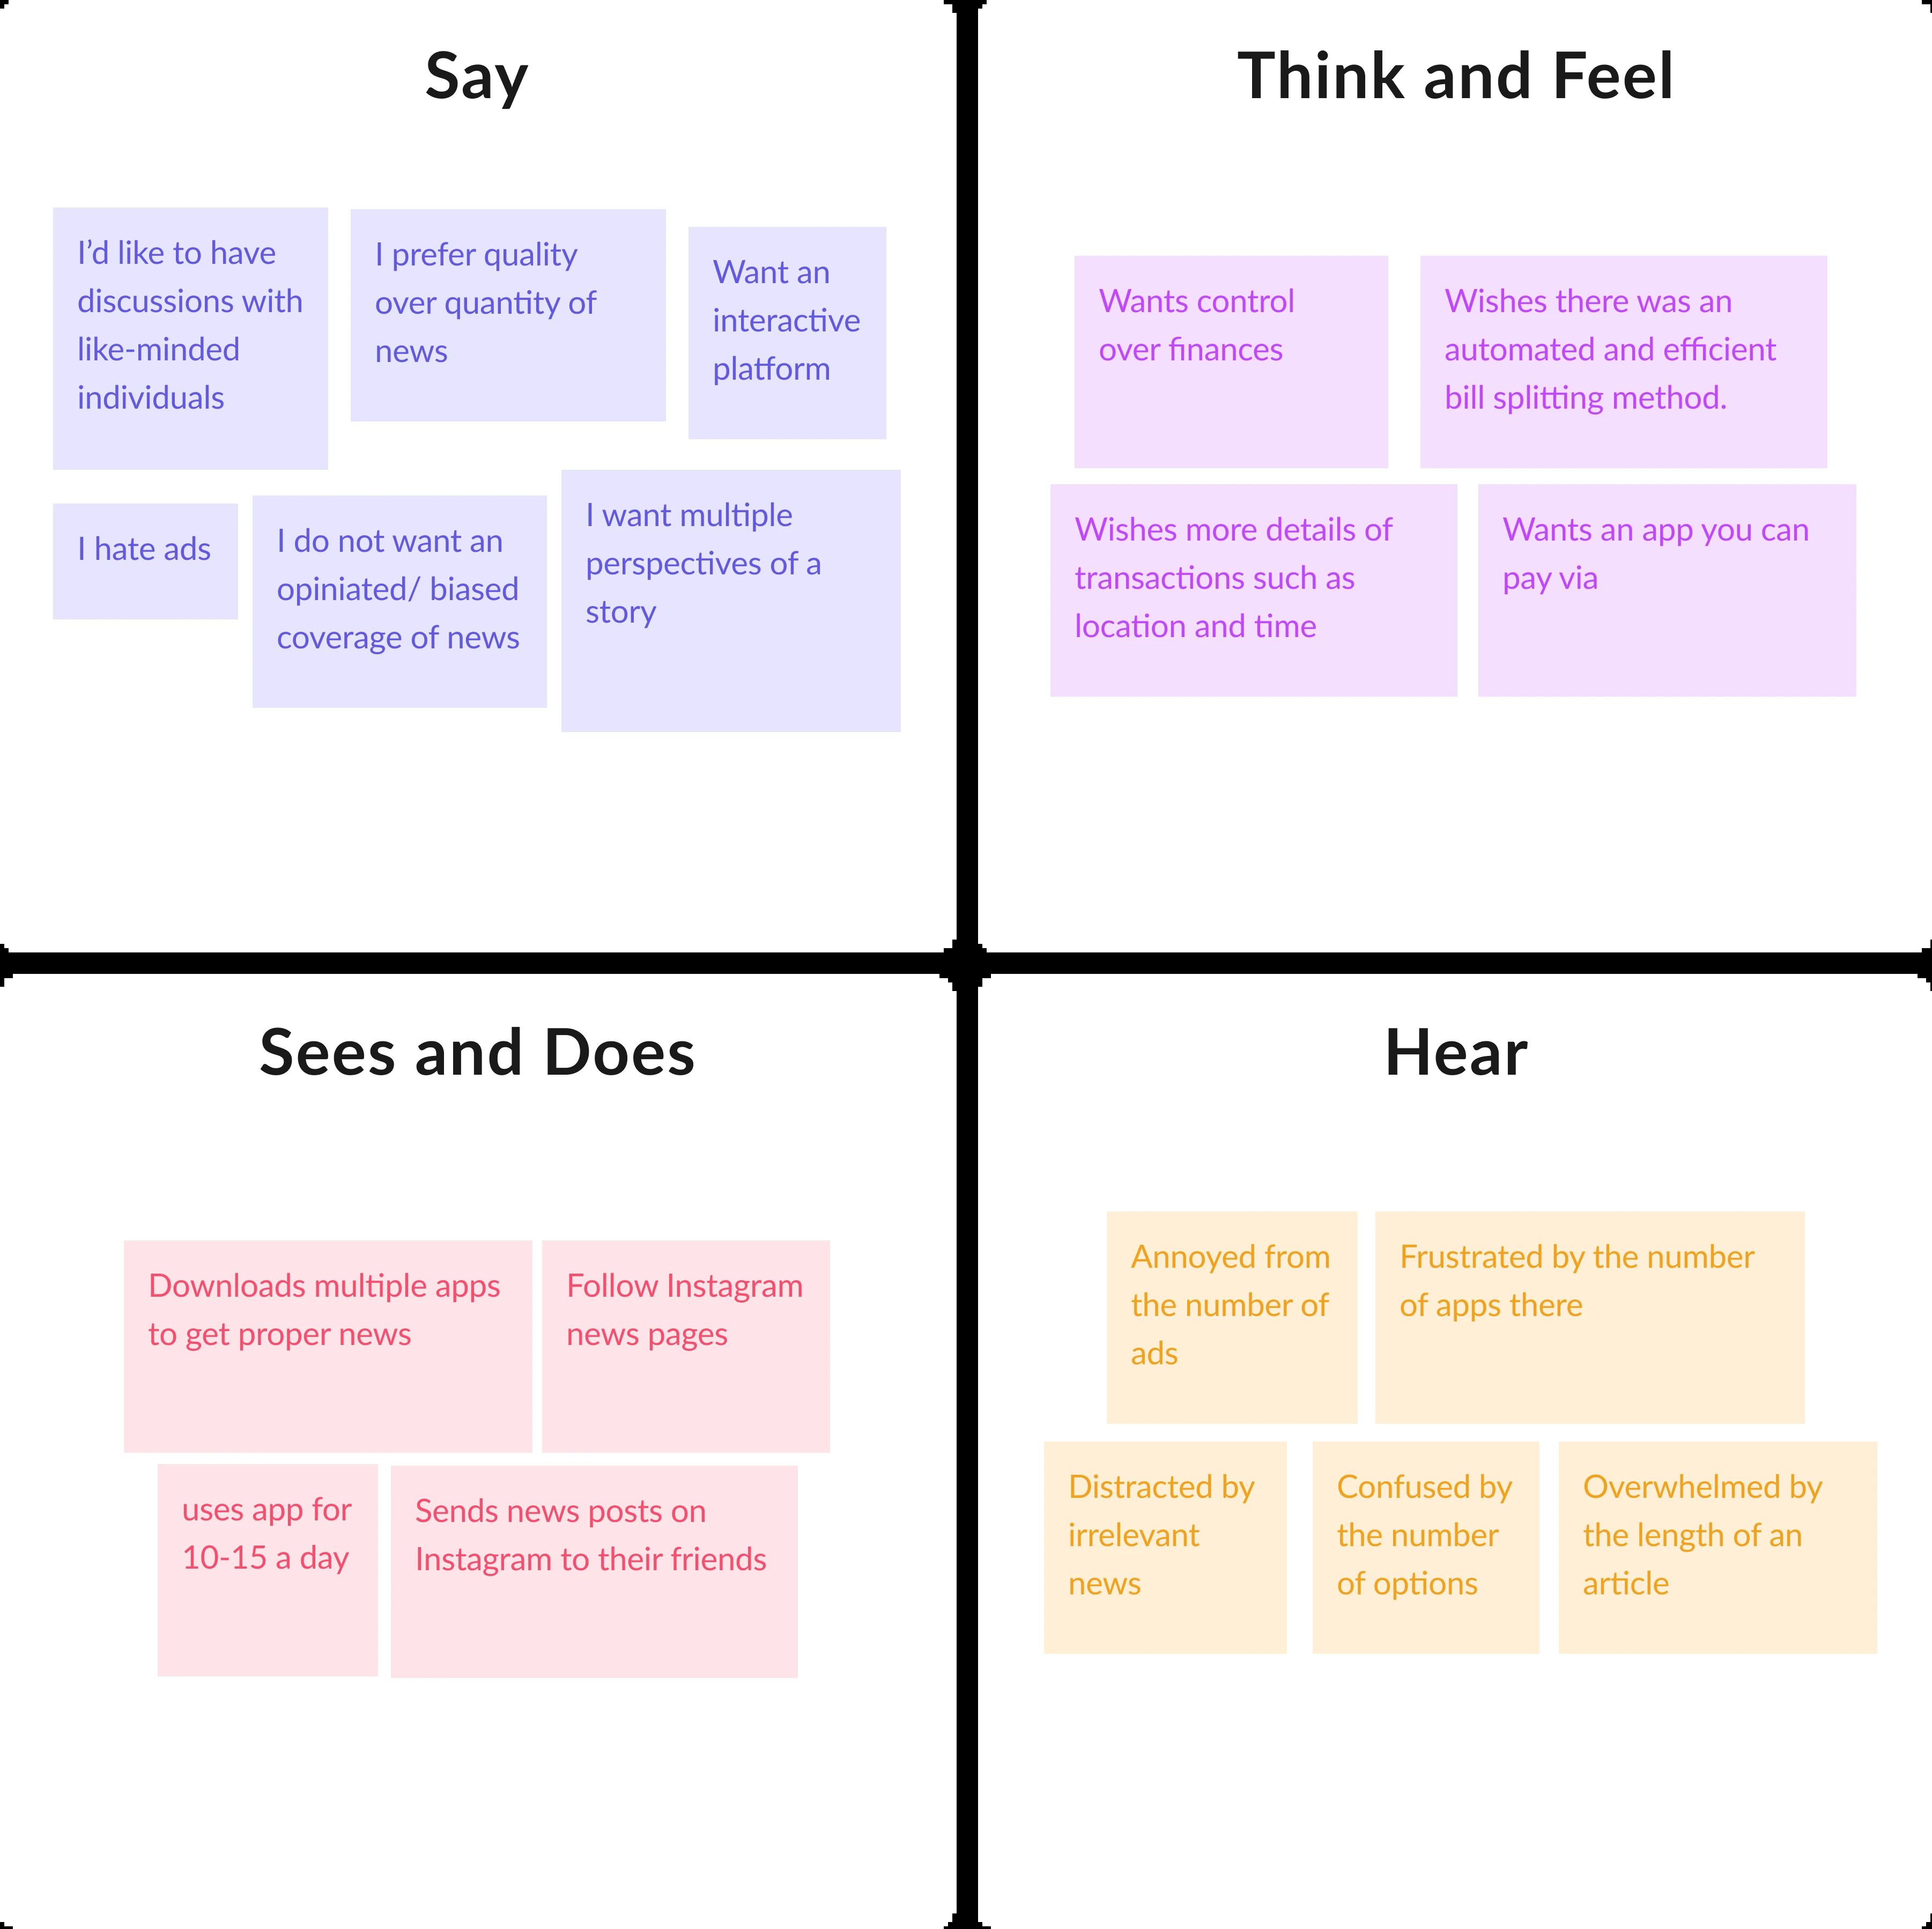 Say
I’d like to have
discussions with
like-minded
individuals
I prefer quality
over quantity of
news
Want an
interactive
platform
I hate ads
I do not want an
opiniated/ biased
coverage of news
I want multiple
perspectives of a
story
Think and Feel
Wants control
over finances
Wishes there was an
automated and efficient
bill splitting method.
Wishes more details of
transactions such as
location and time
Wants an app you can
pay via
Sees and Does
Downloads multiple apps
to get proper news
Follow Instagram
news pages
uses app for
10-15 a day
Sends news posts on
Instagram to their friends
Hear
Annoyed from
the number of
ads
Frustrated by the number
of apps there
Distracted by
irrelevant
news
Confused by
the number
of options
Overwhelmed by
the length of an
article